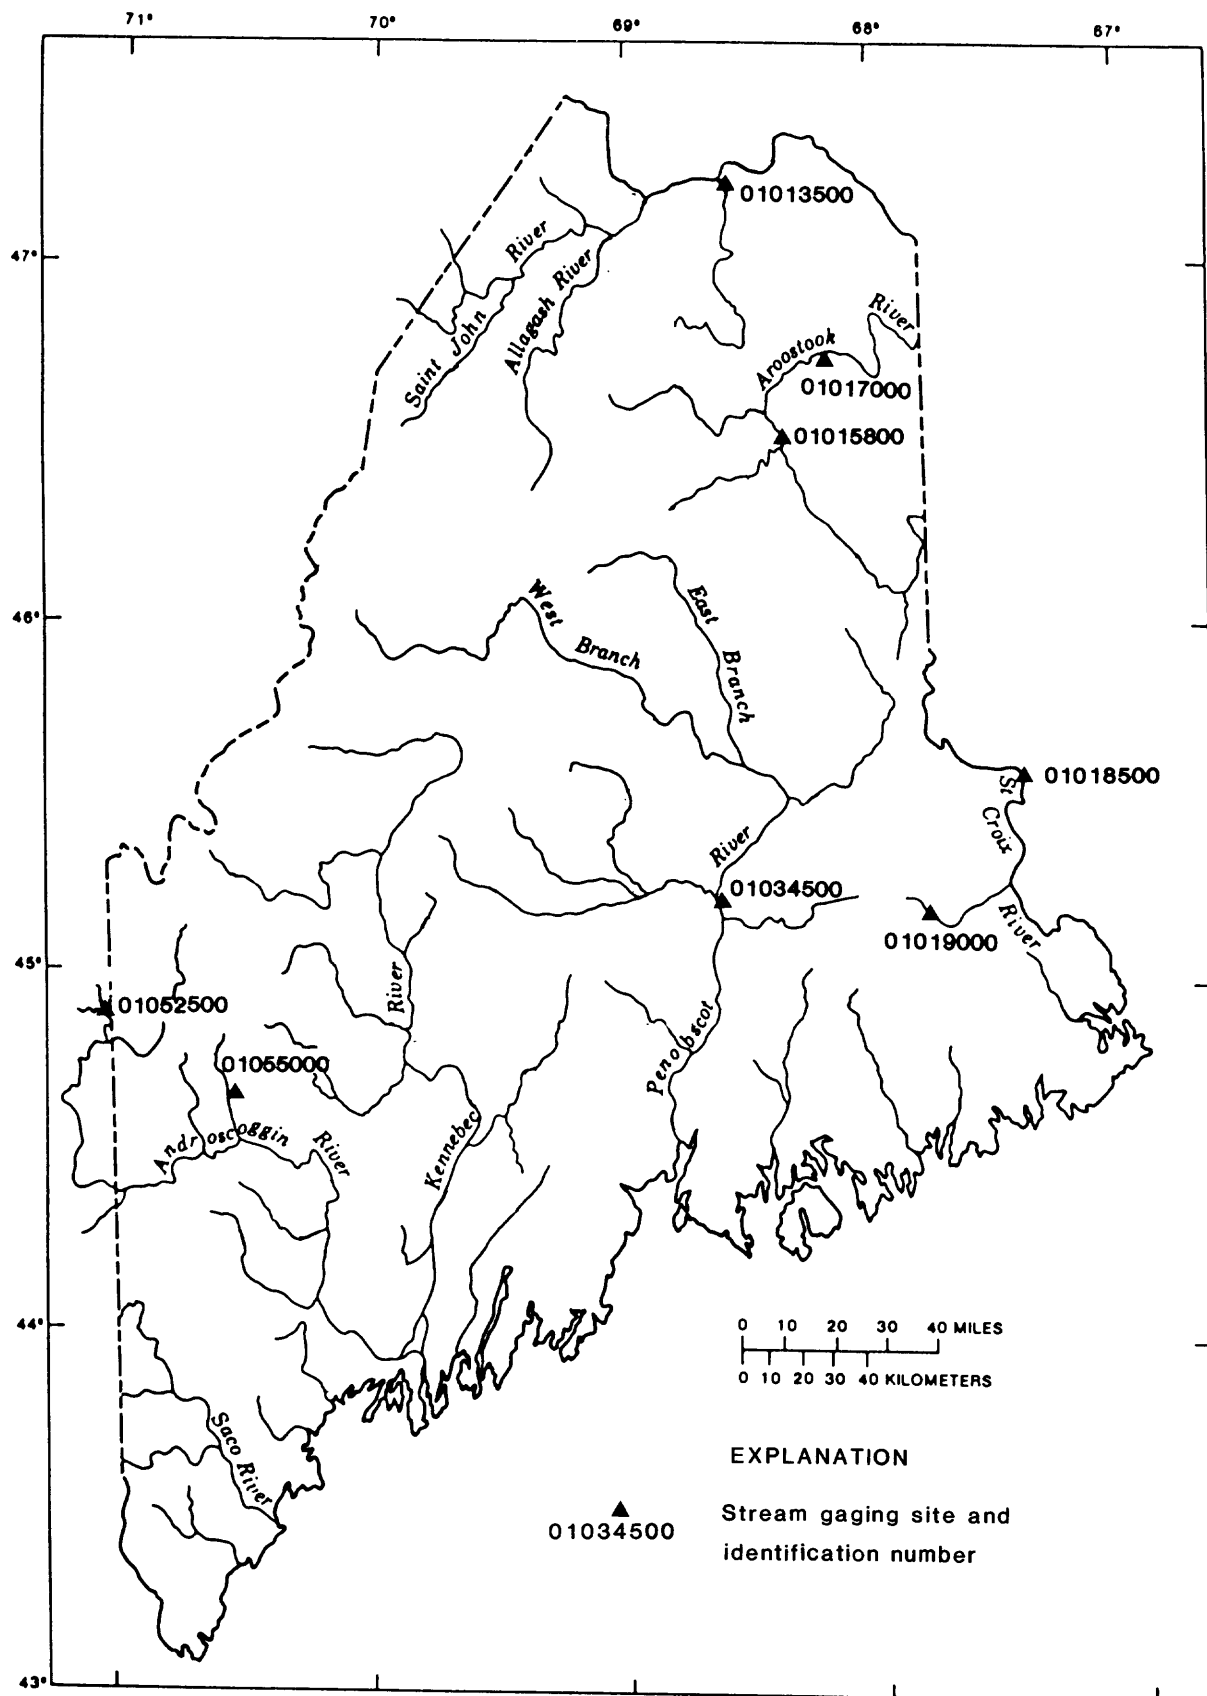 71° 70° 69° 68° 67°
01013500
47°
River
Saint John
Allagash River
Aroostook River
01017000
01015800
46°
West Branch
East Branch
01018500
St Croix River
River
01034500
01019000
45°
01052500
River
Penobscot
01055000
Androscoggin River
Kennebec
44°
0 10 20 30 40 MILES
0 10 20 30 40 KILOMETERS
Saco River
EXPLANATION
01034500
Stream gaging site and
identification number
43°